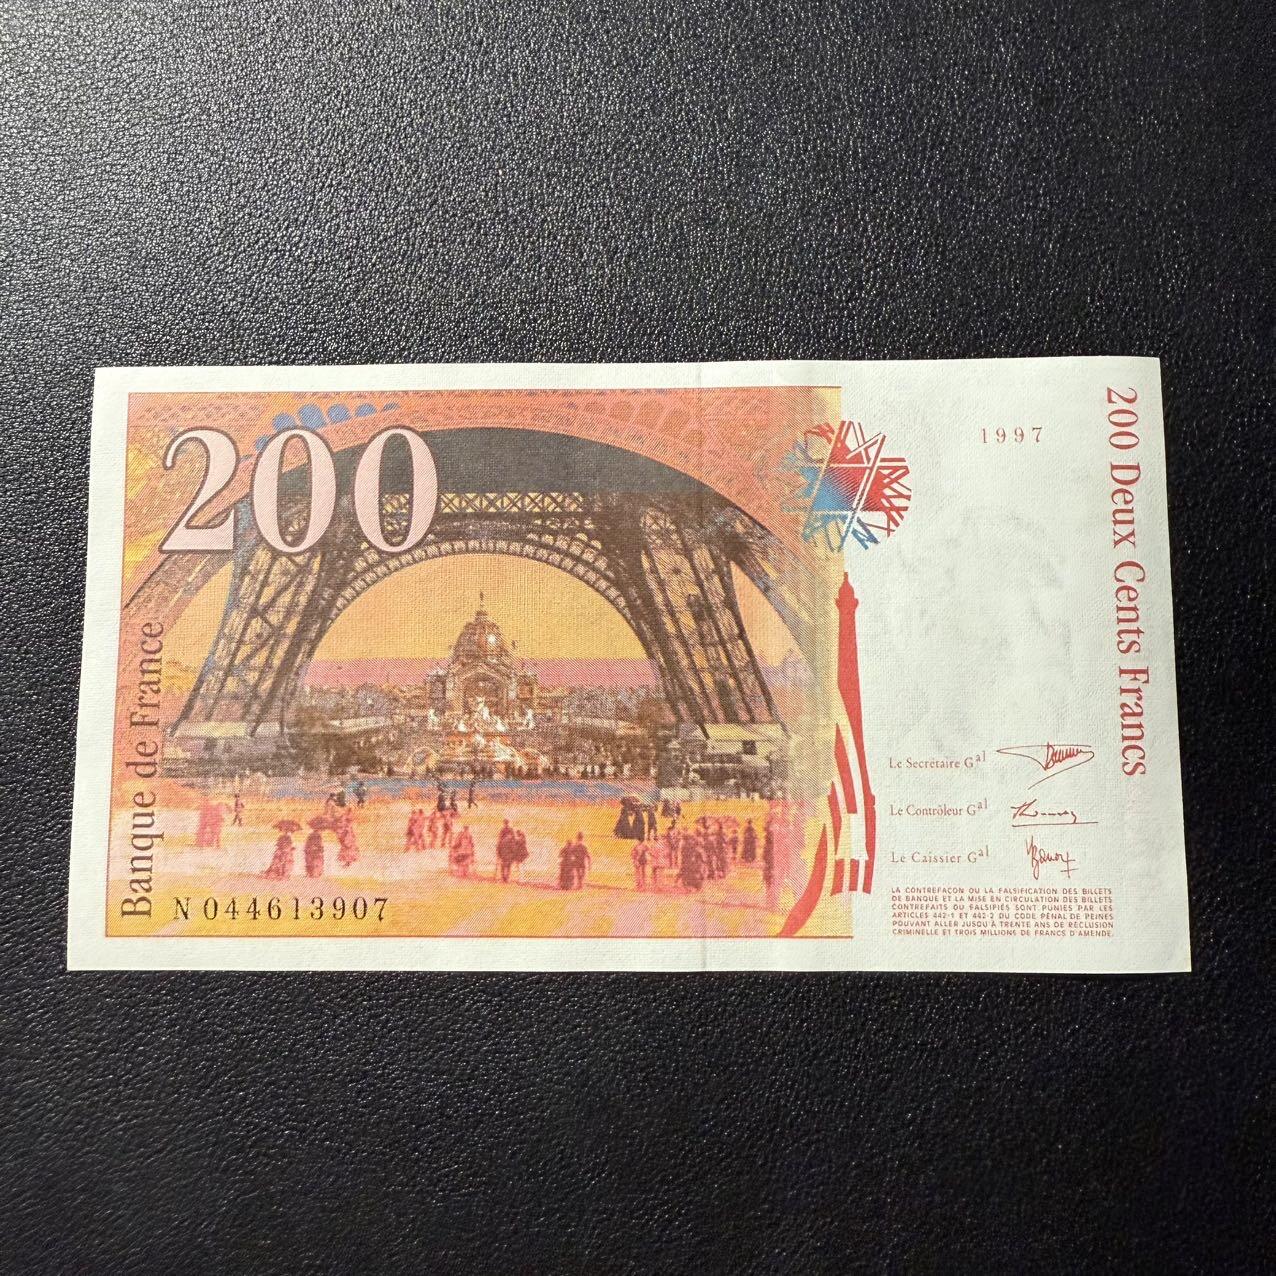 200
Banque de France
N 044613907
1997
200 Deux Cents Francs
Le Secrétaire Gal
Le Contrôleur Gal
Le Caissier Gal
LA CONTREFAÇON OU LA FALSIFICATION DES BILLETS
DE BANQUE ET LA MISE EN CIRCULATION DES BILLETS
CONTREFAITS OU FALSIFIÉS SONT PUNIES PAR LES
ARTICLES 442-1 ET 442-2 DU CODE PÉNAL DE PEINES
POUVANT ALLER JUSQU'À TRENTE ANS DE RÉCLUSION
CRIMINELLE ET TROIS MILLIONS DE FRANCS D'AMENDE.